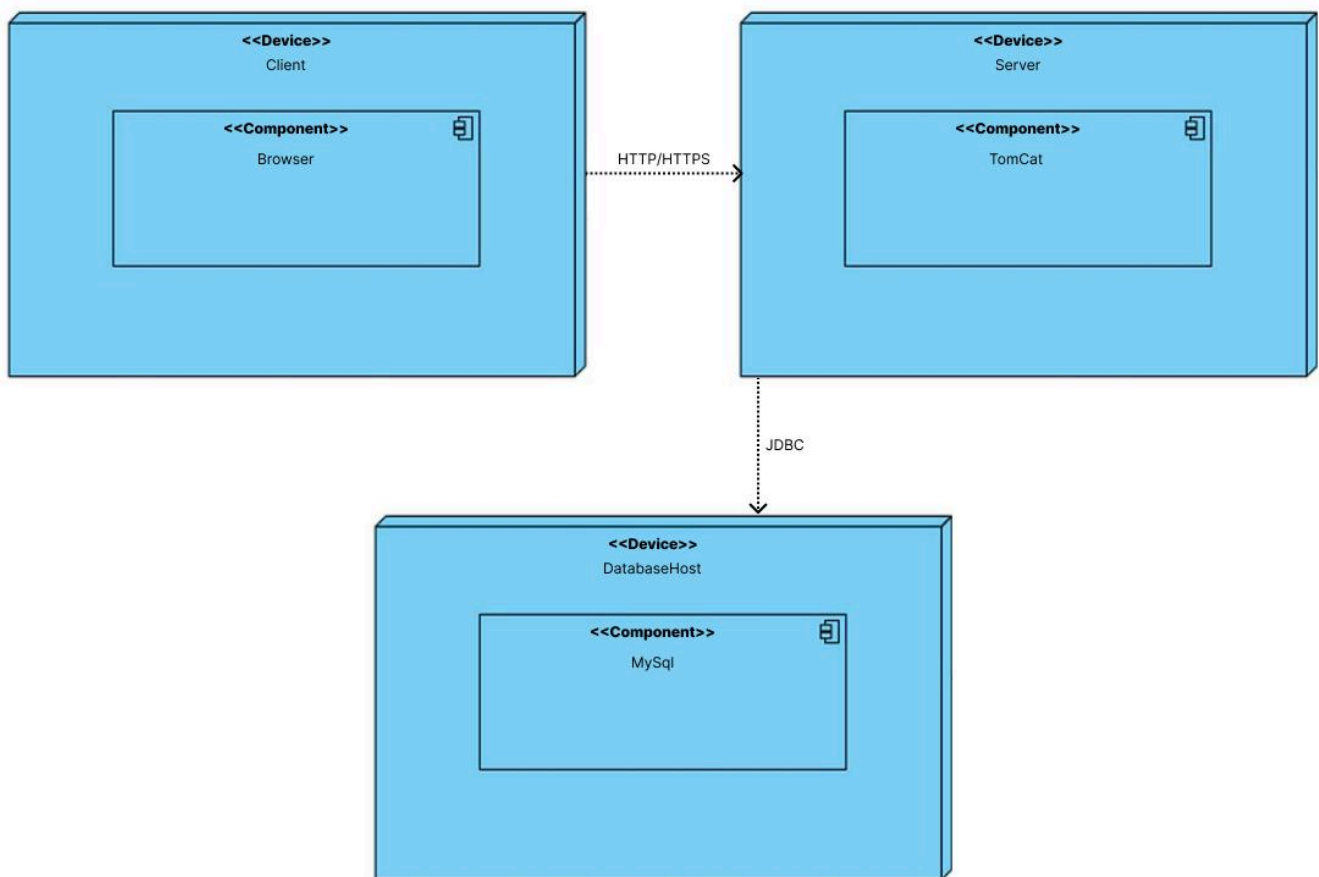 <<Device>>
Client
<<Component>>
Browser
HTTP/HTTPS
<<Device>>
Server
<<Component>>
TomCat
JDBC
<<Device>>
DatabaseHost
<<Component>>
MySql